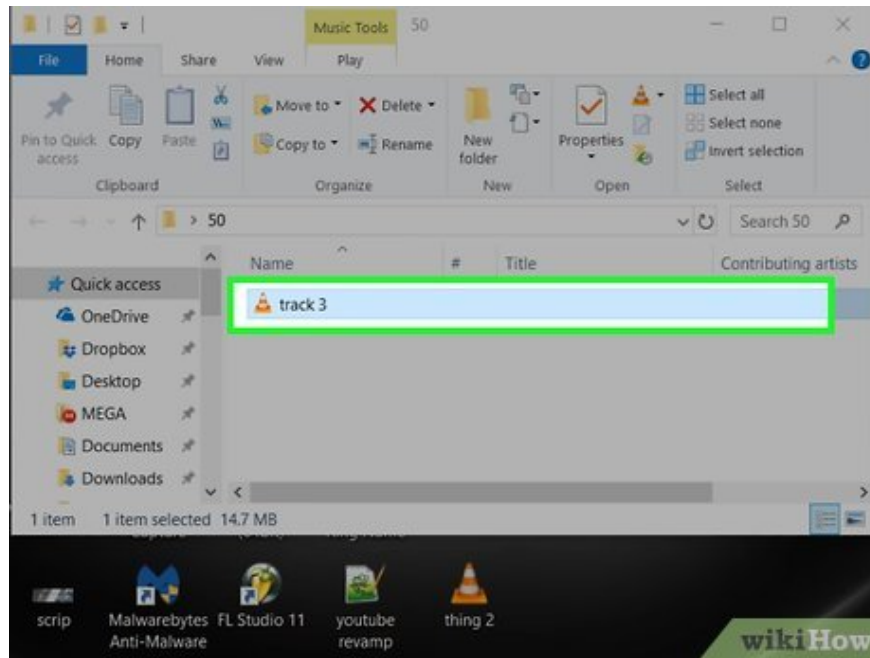 Music Tools 50
File Home Share View Play
Pin to Quick access
Copy
Paste
Move to
Copy to
Delete
Rename
New folder
Properties
Select all
Select none
Invert selection
Clipboard Organize New Open Select
> 50
Search 50
Name # Title Contributing artists
Quick access
track 3
OneDrive
Dropbox
Desktop
MEGA
Documents
Downloads
1 item 1 item selected 14.7 MB
scrip
Malwarebytes Anti-Malware
FL Studio 11
youtube revamp
thing 2
wikiHow